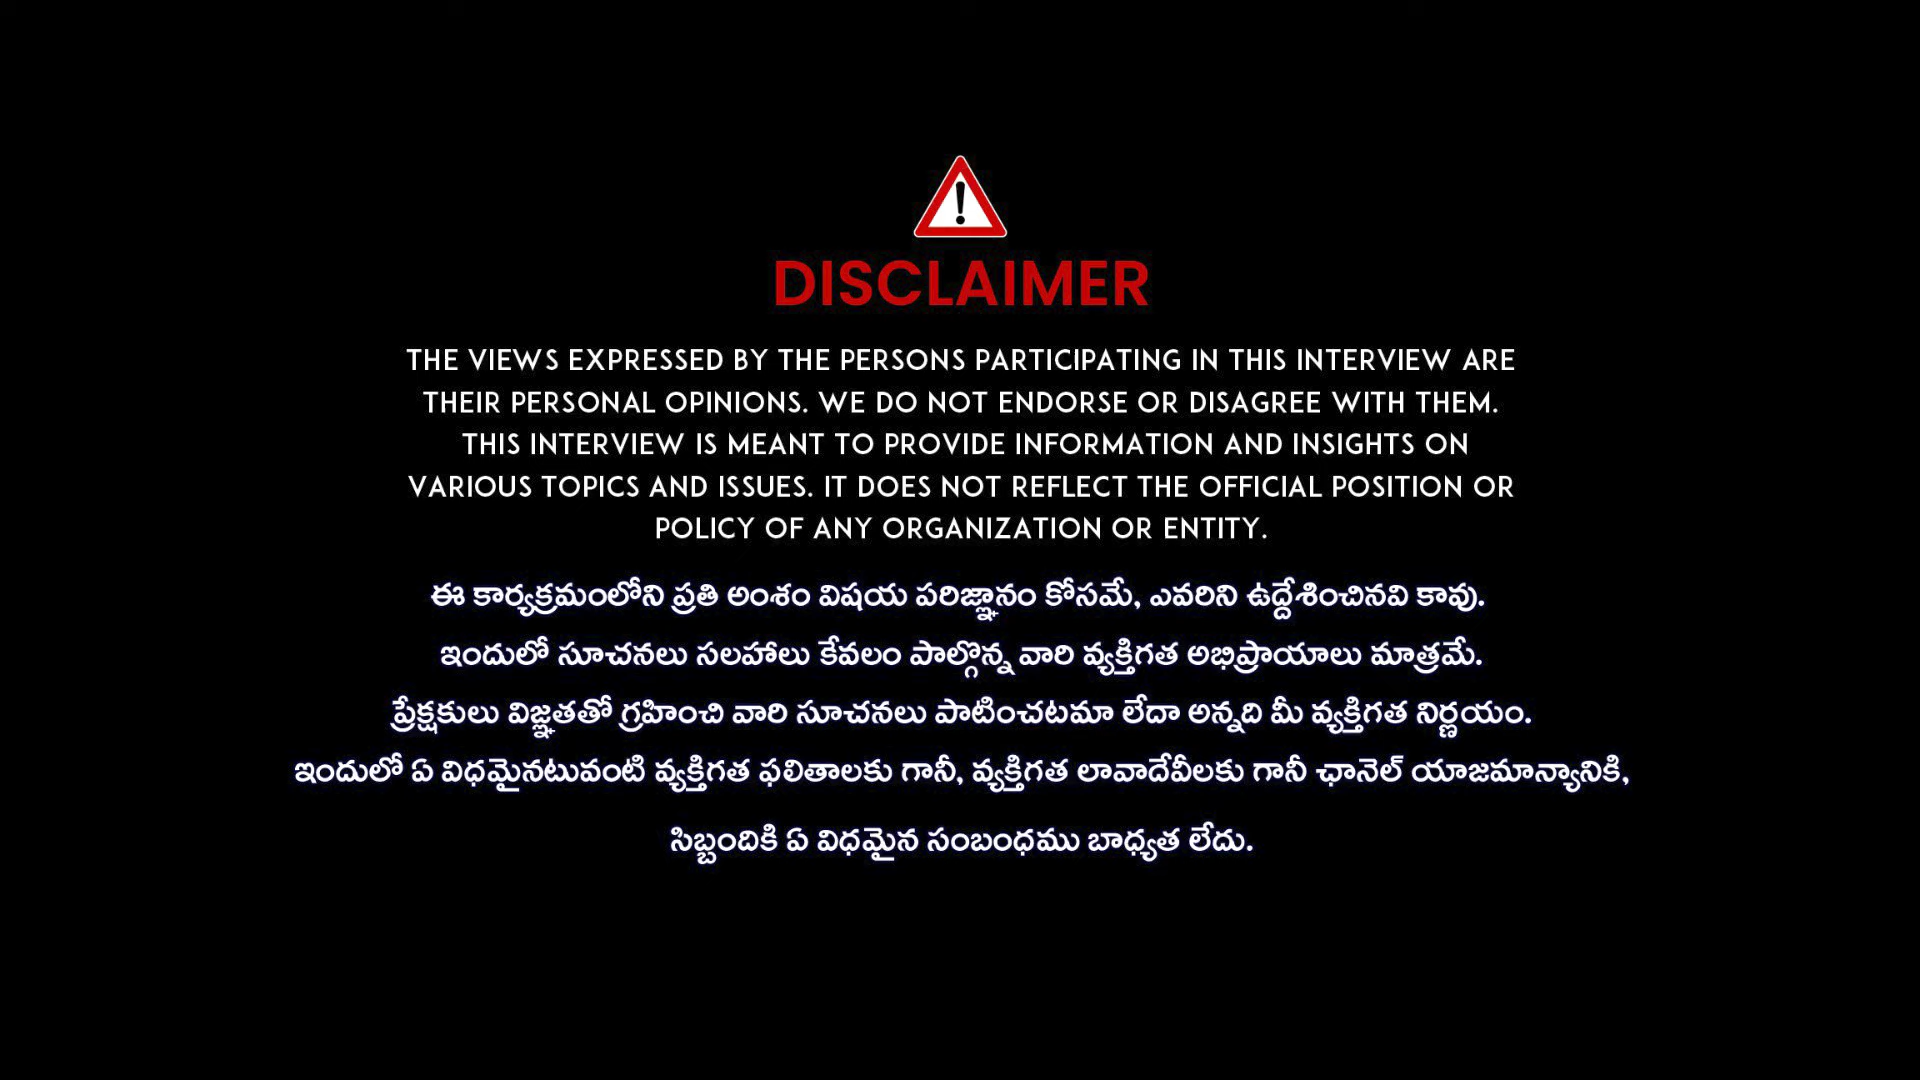 DISCLAIMER
THE VIEWS EXPRESSED BY THE PERSONS PARTICIPATING IN THIS INTERVIEW ARE
THEIR PERSONAL OPINIONS. WE DO NOT ENDORSE OR DISAGREE WITH THEM.
THIS INTERVIEW IS MEANT TO PROVIDE INFORMATION AND INSIGHTS ON
VARIOUS TOPICS AND ISSUES. IT DOES NOT REFLECT THE OFFICIAL POSITION OR
POLICY OF ANY ORGANIZATION OR ENTITY.
ఈ కార్యక్రమంలోని ప్రతి అంశం విషయ పరిజ్ఞానం కోసమే, ఎవరిని ఉద్దేశించినవి కావు.
ఇందులో సూచనలు సలహాలు కేవలం పాల్గొన్న వారి వ్యక్తిగత అభిప్రాయాలు మాత్రమే.
ప్రేక్షకులు విజ్ఞతతో గ్రహించి వారి సూచనలు పాటించటమా లేదా అన్నది మీ వ్యక్తిగత నిర్ణయం.
ఇందులో ఏ విధమైనటువంటి వ్యక్తిగత ఫలితాలకు గానీ, వ్యక్తిగత లావాదేవీలకు గానీ ఛానెల్ యాజమాన్యానికి,
సిబ్బందికి ఏ విధమైన సంబంధము బాధ్యత లేదు.